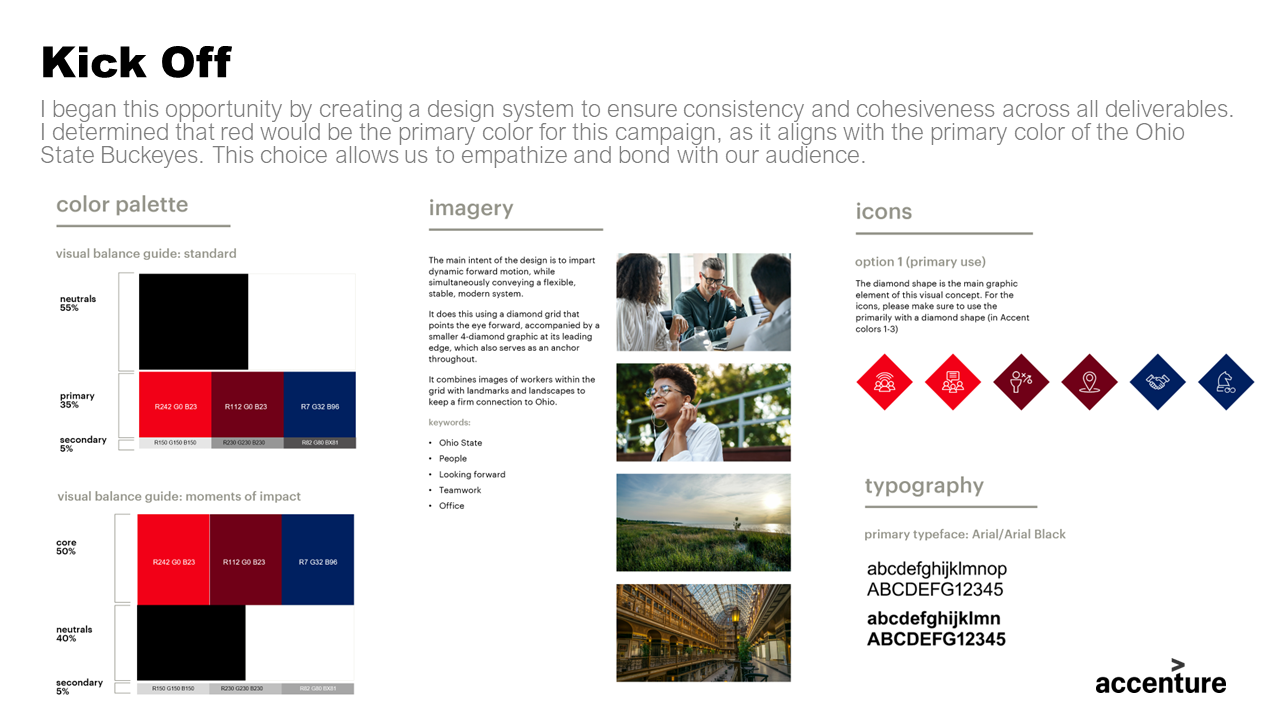 Kick Off
I began this opportunity by creating a design system to ensure consistency and cohesiveness across all deliverables.
I determined that red would be the primary color for this campaign, as it aligns with the primary color of the Ohio
State Buckeyes. This choice allows us to empathize and bond with our audience.
color palette
visual balance guide: standard
neutrals
55%
primary
35%
R242 G0 B23
R112 G0 B23
R7 G32 B96
secondary
5%
R150 G150 B150
R230 G230 B230
R82 G80 BX81
visual balance guide: moments of impact
core
50%
R242 G0 B23
R112 G0 B23
R7 G32 B96
neutrals
40%
secondary
5%
R150 G150 B150
R230 G230 B230
R82 G80 BX81
imagery
The main intent of the design is to impart
dynamic forward motion, while
simultaneously conveying a flexible,
stable, modern system.
It does this using a diamond grid that
points the eye forward, accompanied by a
smaller 4-diamond graphic at its leading
edge, which also serves as an anchor
throughout.
It combines images of workers within the
grid with landmarks and landscapes to
keep a firm connection to Ohio.
keywords:
• Ohio State
• People
• Looking forward
• Teamwork
• Office
icons
option 1 (primary use)
The diamond shape is the main graphic
element of this visual concept. For the
icons, please make sure to use the
primarily with a diamond shape (in Accent
colors 1-3)
typography
primary typeface: Arial/Arial Black
abcdefghijklmnop
ABCDEFG12345
abcdefghijklmn
ABCDEFG12345
accenture